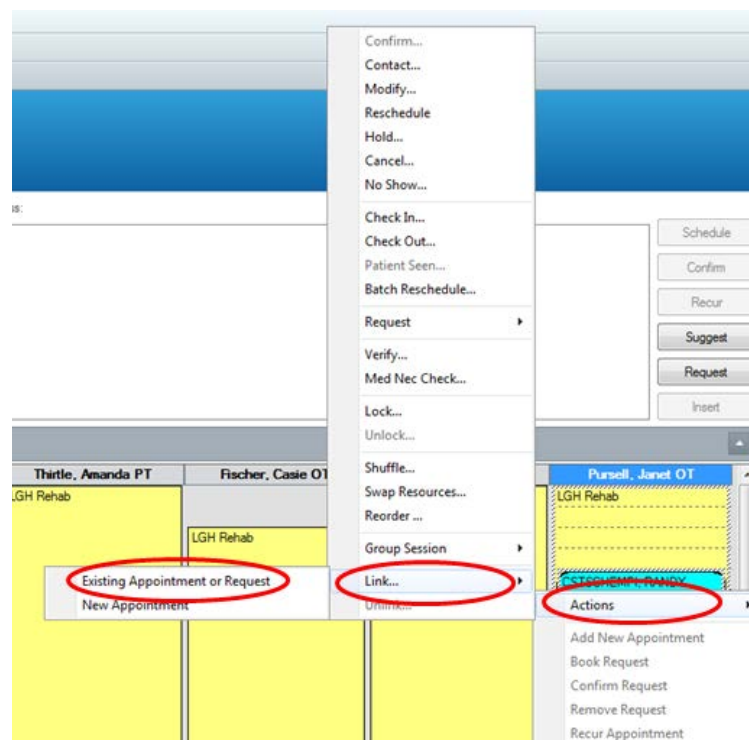 Confirm...
Contact...
Modify...
Reschedule
Hold...
Cancel...
No Show...
Check In...
Check Out...
Patient Seen...
Batch Reschedule...
Request
Verify...
Med Nec Check...
Lock...
Unlock...
Shuffle...
Swap Resources...
Reorder ...
Group Session
Link...
Unlink...
Schedule
Confirm
Recur
Suggest
Request
Insert
Thirtle, Amanda PT
Fischer, Casie OT
Pursell, Janet OT
LGH Rehab
LGH Rehab
LGH Rehab
Existing Appointment or Request
New Appointment
Actions
Add New Appointment
Book Request
Confirm Request
Remove Request
Recur Appointment